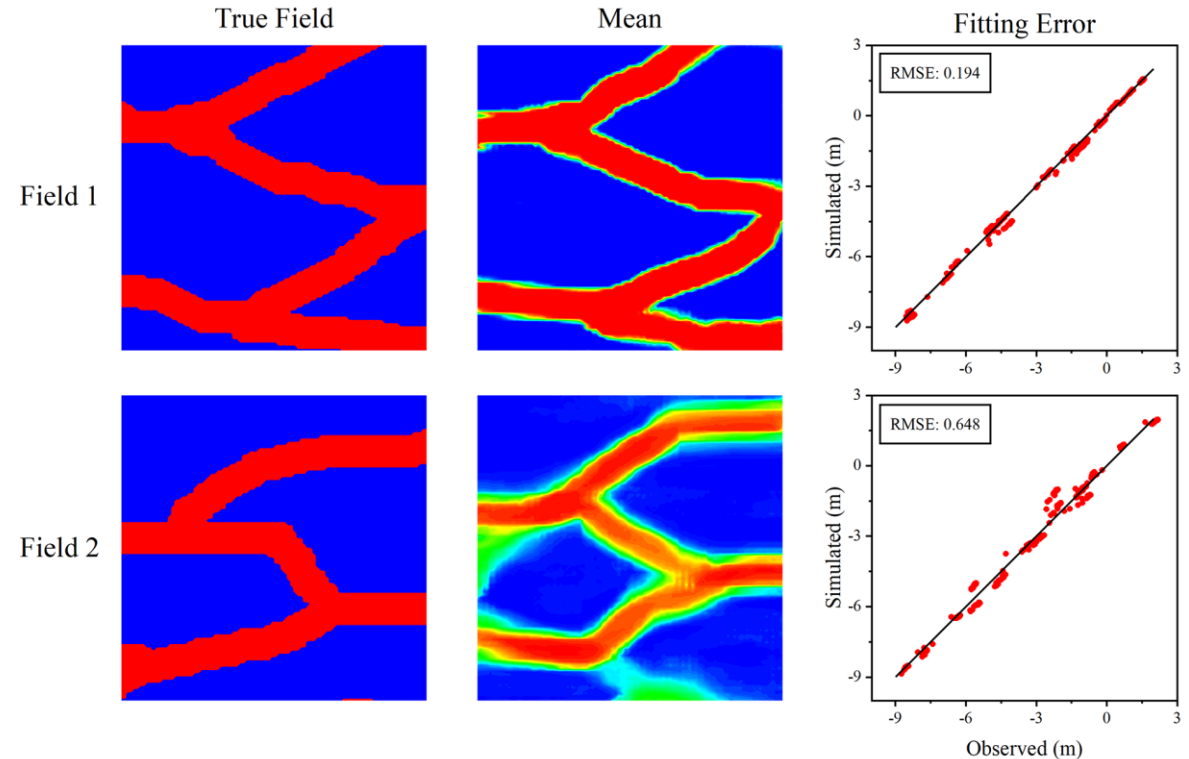 True Field
Mean
Fitting Error
Field 1
RMSE: 0.194
Simulated (m)
3
0
-3
-6
-9
-9
-6
-3
0
3
Field 2
RMSE: 0.648
Simulated (m)
3
0
-3
-6
-9
-9
-6
-3
0
3
Observed (m)